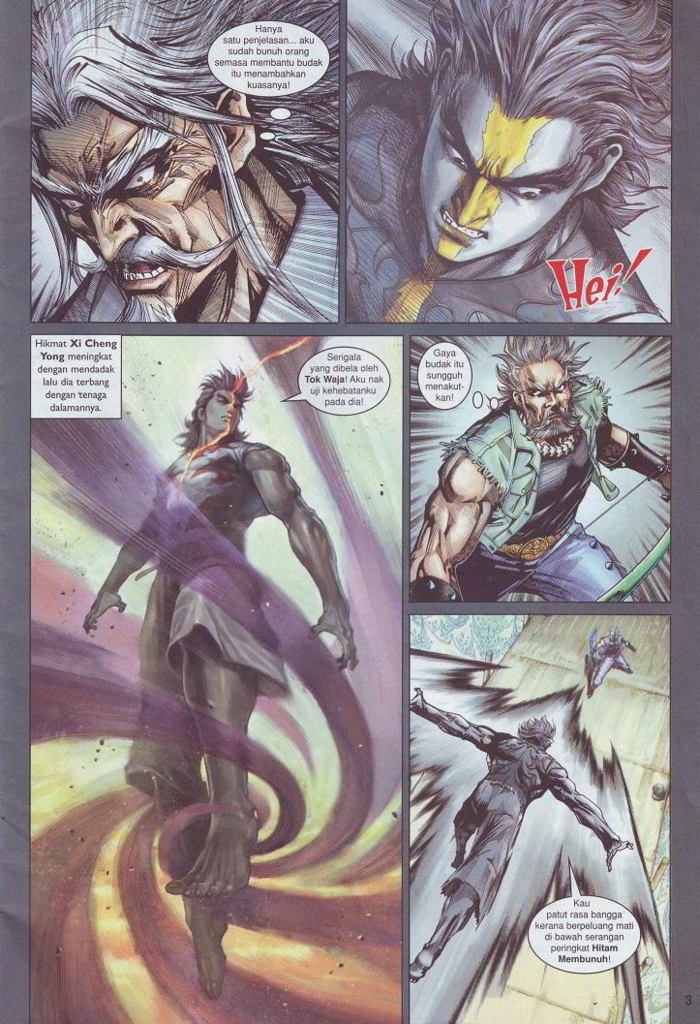 Hanya
satu penjelasan... aku
sudah bunuh orang
semasa membantu budak
itu menambahkan
kuasanya!
Hei!
Hikmat Xi Cheng
Yong meningkat
dengan mendadak
lalu dia terbang
dengan tenaga
dalamannya.
Serigala
yang dibela oleh
Tok Waja! Aku nak
uji kehebatanku
pada dia!
Gaya
budak itu
sungguh
menakut-
kan!
Kau
patut rasa bangga
kerana berpeluang mati
di bawah serangan
peringkat Hitam
Membunuh!
3